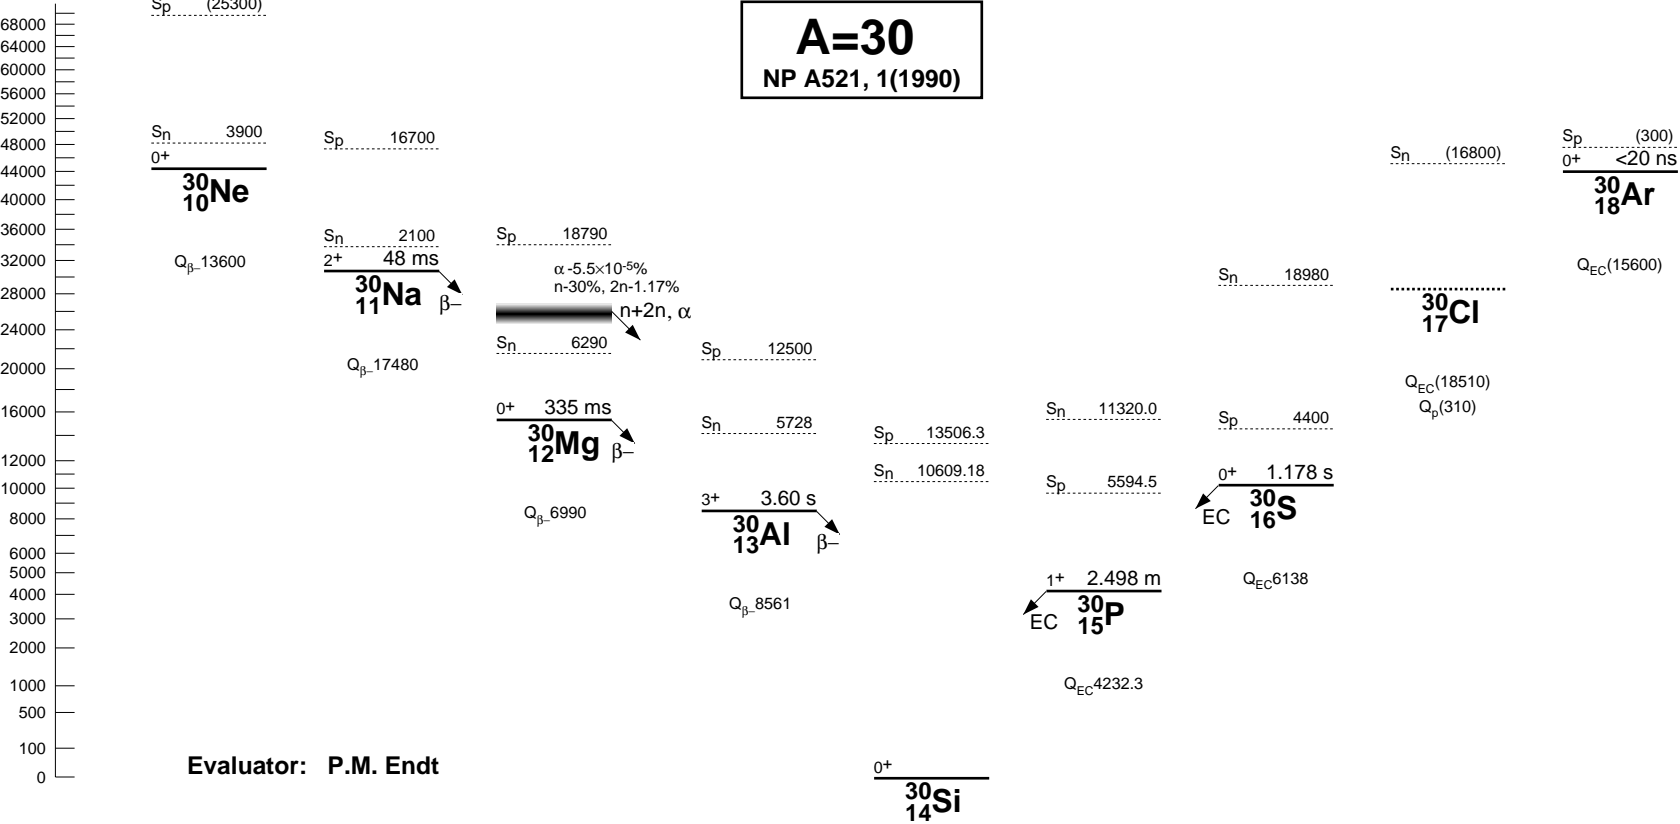 A=30
NP A521, 1(1990)
68000
64000
60000
56000
52000
48000
44000
40000
36000
32000
28000
24000
20000
16000
12000
10000
8000
6000
5000
4000
3000
2000
1000
500
100
0
Sp (25300)
Sn 3900
0+
30
10Ne
Qβ−13600
Sp 16700
Sn 2100
2+ 48 ms
30
11Na
β−
Qβ−17480
Sp 18790
α -5.5×10-5%
n-30%, 2n-1.17%
n+2n, α
Sn 6290
0+ 335 ms
30
12Mg
β−
Qβ−6990
Sp 12500
Sn 5728
3+ 3.60 s
30
13Al
β−
Qβ−8561
Sp 13506.3
Sn 10609.18
0+
30
14Si
Sn 11320.0
Sp 5594.5
1+ 2.498 m
30
15P
EC
QEC4232.3
Sn 18980
Sp 4400
0+ 1.178 s
30
16S
EC
QEC6138
Sn (16800)
30
17Cl
QEC(18510)
Qp(310)
Sp (300)
0+ <20 ns
30
18Ar
QEC(15600)
Evaluator: P.M. Endt